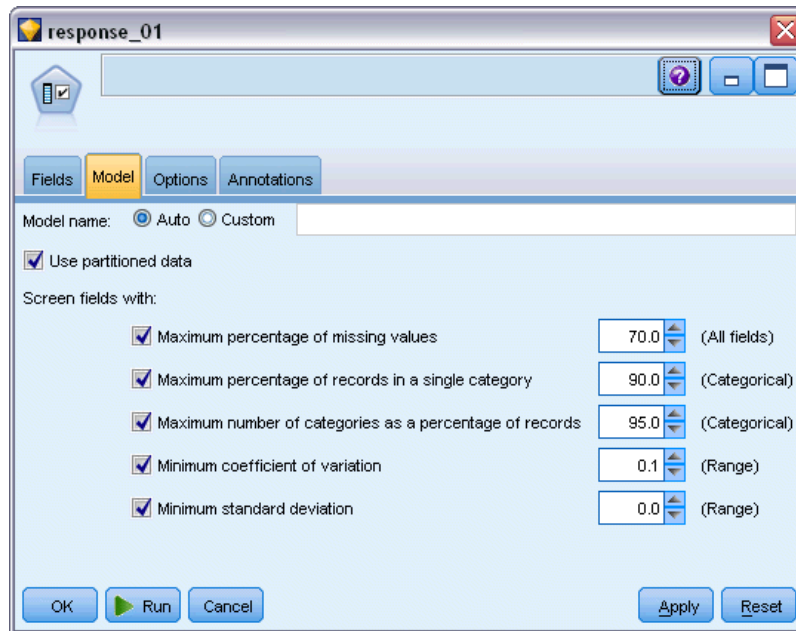 response_01
?
Fields Model Options Annotations
Model name: Auto Custom
Use partitioned data
Screen fields with:
Maximum percentage of missing values 70.0 (All fields)
Maximum percentage of records in a single category 90.0 (Categorical)
Maximum number of categories as a percentage of records 95.0 (Categorical)
Minimum coefficient of variation 0.1 (Range)
Minimum standard deviation 0.0 (Range)
OK Run Cancel Apply Reset